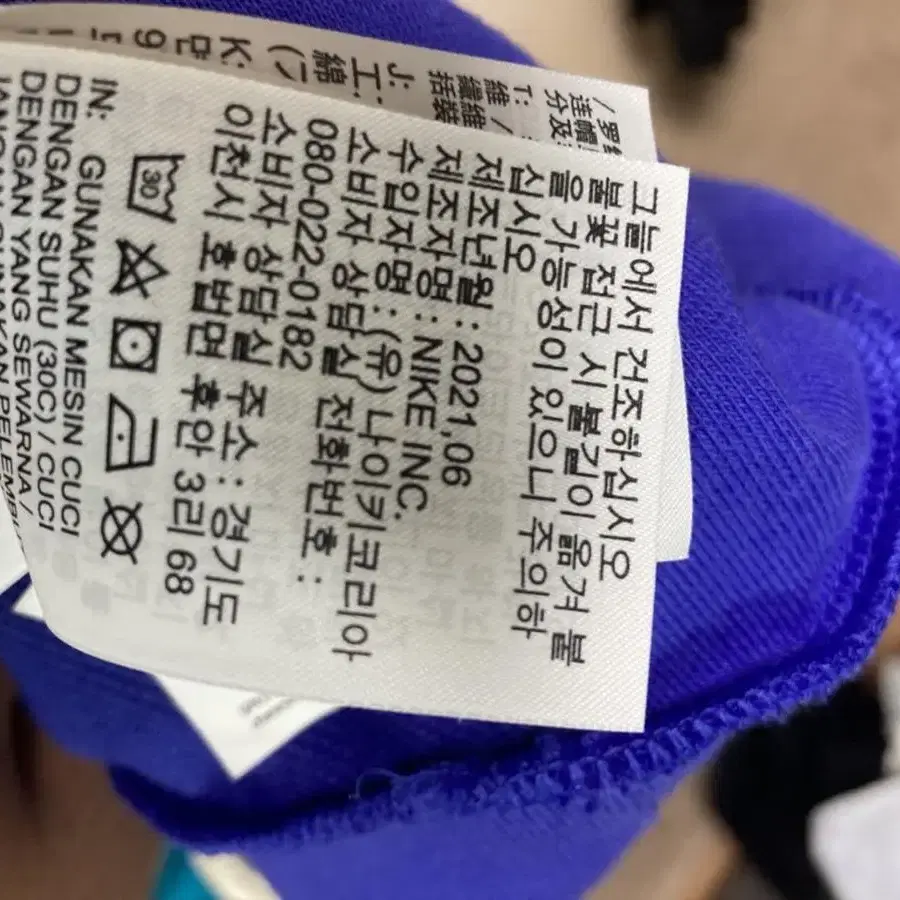 그늘에서 건조하십시오
불꽃 접근 시 불길이 옮겨 붙
을 가능성이 있으니 주의하
십시오
제조년월 : 2021,06
제조자명 : NIKE INC.
수입자명 : (유) 나이키코리아
소비자 상담실 전화번호 :
080-022-0182
소비자 상담실 주소 : 경기도
이천시 호법면 후안 3리 68
30
IN: GUNAKAN MESIN CUCI
DENGAN SUHU (30C) / CUCI
DENGAN YANG SEWARNA /